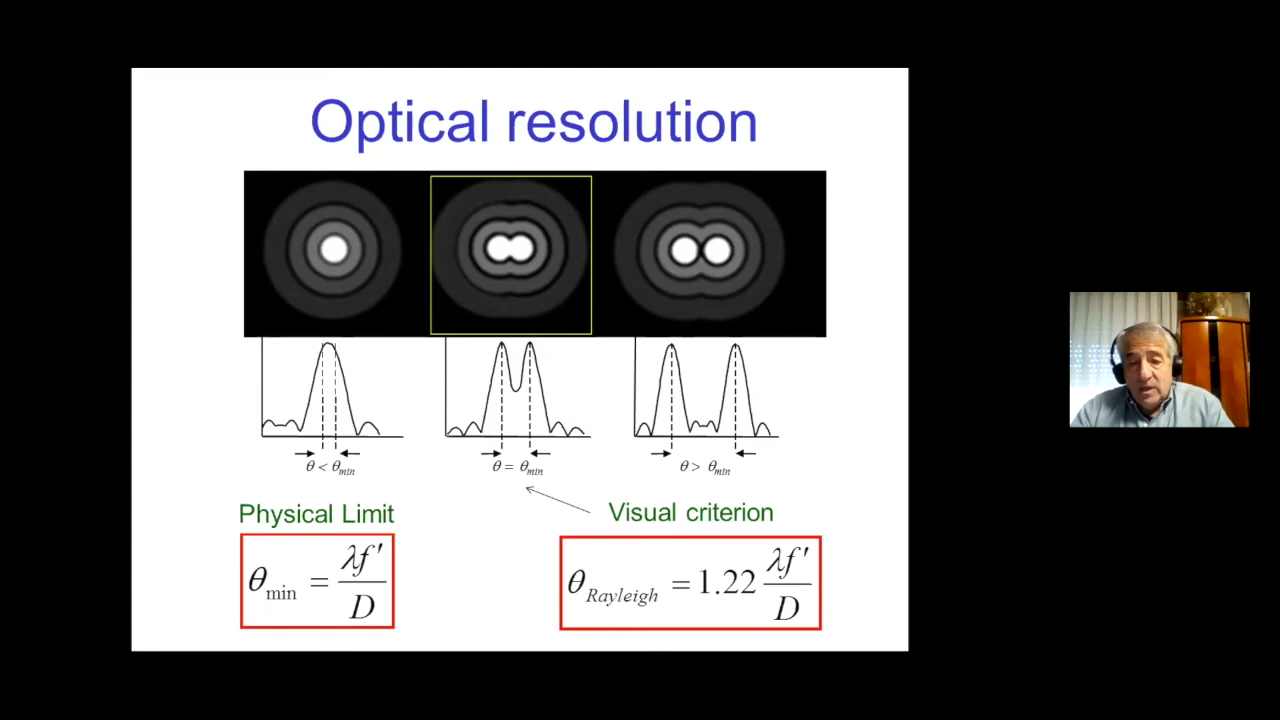 Optical resolution
θ < θmin
θ = θmin
θ > θmin
Physical Limit
Visual criterion
θmin = λf'/D
θRayleigh = 1.22 λf'/D